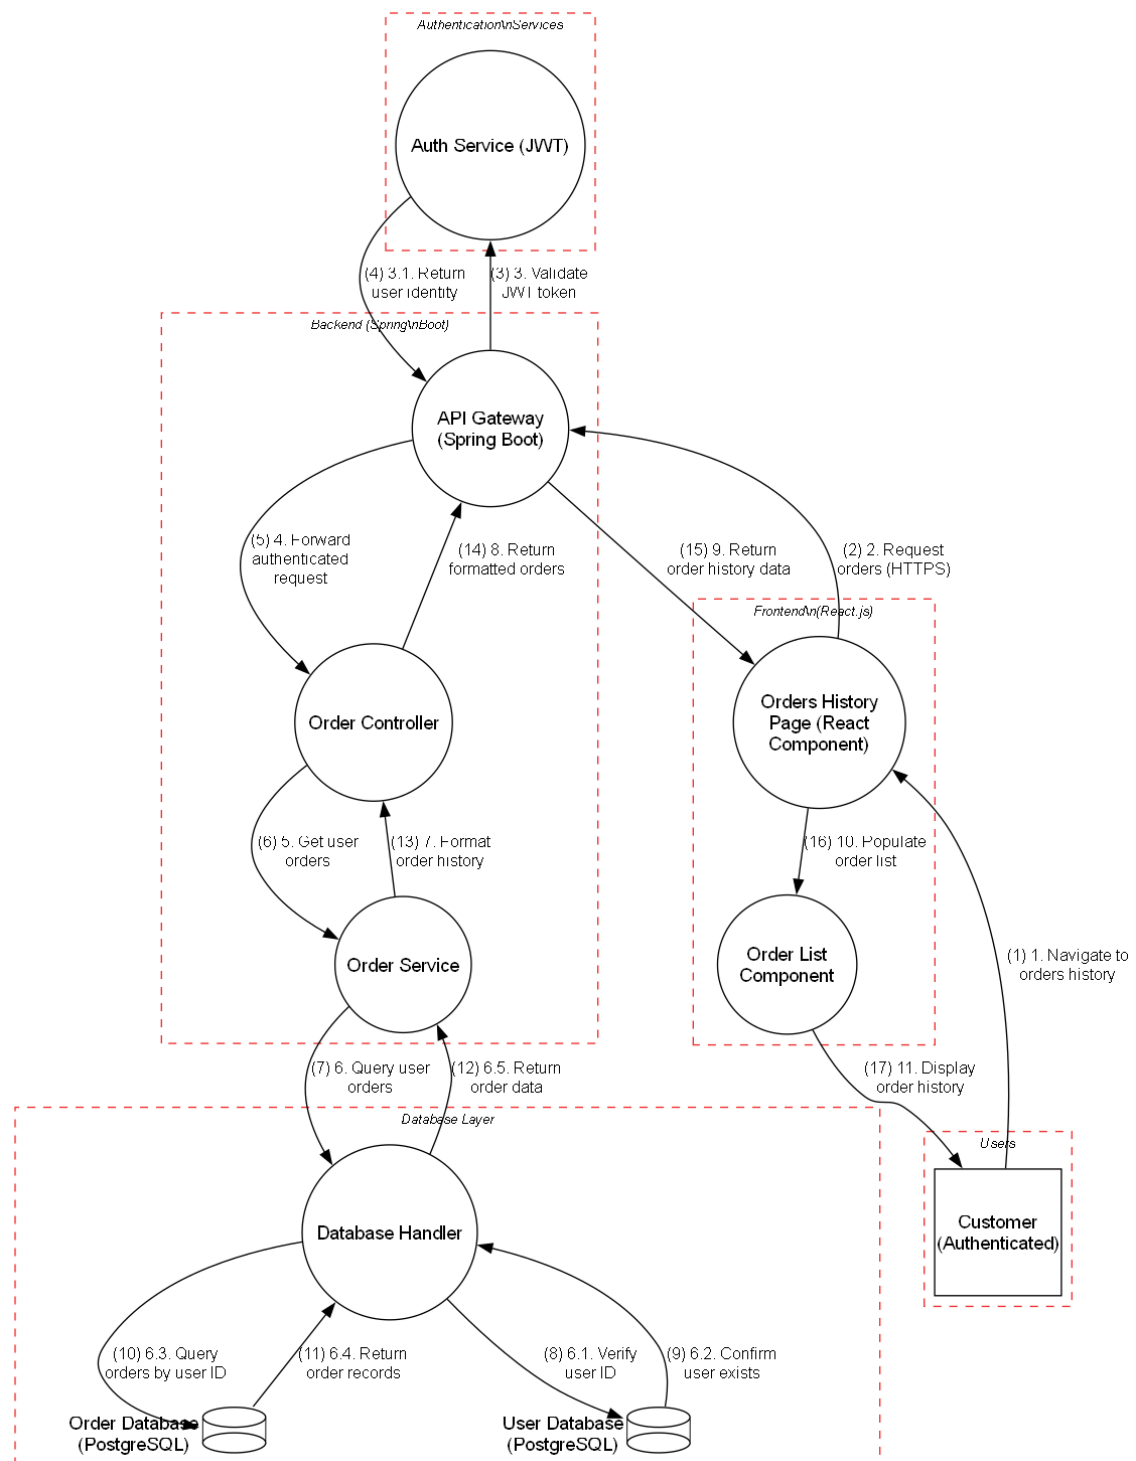 Authentication\nServices
Auth Service (JWT)
(4) 3.1. Return
user identity
(3) 3. Validate
JWT token
Backend (Spring\nBoot)
API Gateway
(Spring Boot)
(5) 4. Forward
authenticated
request
(14) 8. Return
formatted orders
(15) 9. Return
order history data
(2) 2. Request
orders (HTTPS)
Frontend\n(React.js)
Order Controller
Orders History
Page (React
Component)
(6) 5. Get user
orders
(13) 7. Format
order history
(16) 10. Populate
order list
Order Service
Order List
Component
(1) 1. Navigate to
orders history
(7) 6. Query user
orders
(12) 6.5. Return
order data
(17) 11. Display
order history
Database Layer
Users
Database Handler
Customer
(Authenticated)
(10) 6.3. Query
orders by user ID
(11) 6.4. Return
order records
(8) 6.1. Verify
user ID
(9) 6.2. Confirm
user exists
Order Database
(PostgreSQL)
User Database
(PostgreSQL)